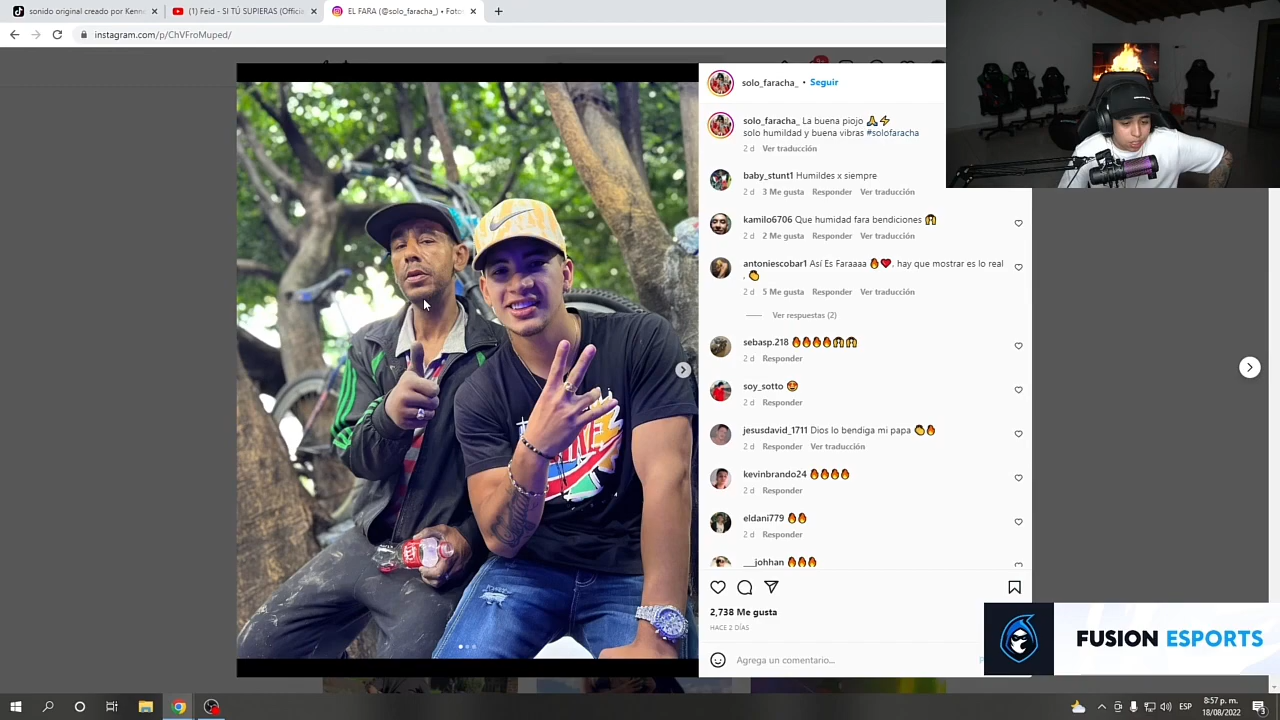 sonido original creado por Kenne
(1) Feid - SI TÚ SUPIERAS (Officia
EL FARA (@solo_faracha_) • Fotos
instagram.com/p/ChVFroMuped/
solo_faracha_ • Seguir
solo_faracha_ La buena piojo 🙏⚡
solo humildad y buena vibras #solofaracha
2 d Ver traducción
baby_stunt1 Humildes x siempre
2 d 3 Me gusta Responder Ver traducción
kamilo6706 Que humidad fara bendiciones 🙌
2 d 2 Me gusta Responder Ver traducción
antoniescobar1 Así Es Faraaaa 🔥❤️, hay que mostrar es lo real
, 👏
2 d 5 Me gusta Responder Ver traducción
Ver respuestas (2)
sebasp.218 🔥🔥🔥🔥🙌🙌
2 d Responder
soy_sotto 🤩
2 d Responder
jesusdavid_1711 Dios lo bendiga mi papa 👏🔥
2 d Responder Ver traducción
kevinbrando24 🔥🔥🔥🔥
2 d Responder
eldani779 🔥🔥
2 d Responder
__johhan 🔥🔥🔥
2,738 Me gusta
HACE 2 DÍAS
Agrega un comentario...
FUSION ESPORTS
ESP
8:57 p. m.
18/08/2022